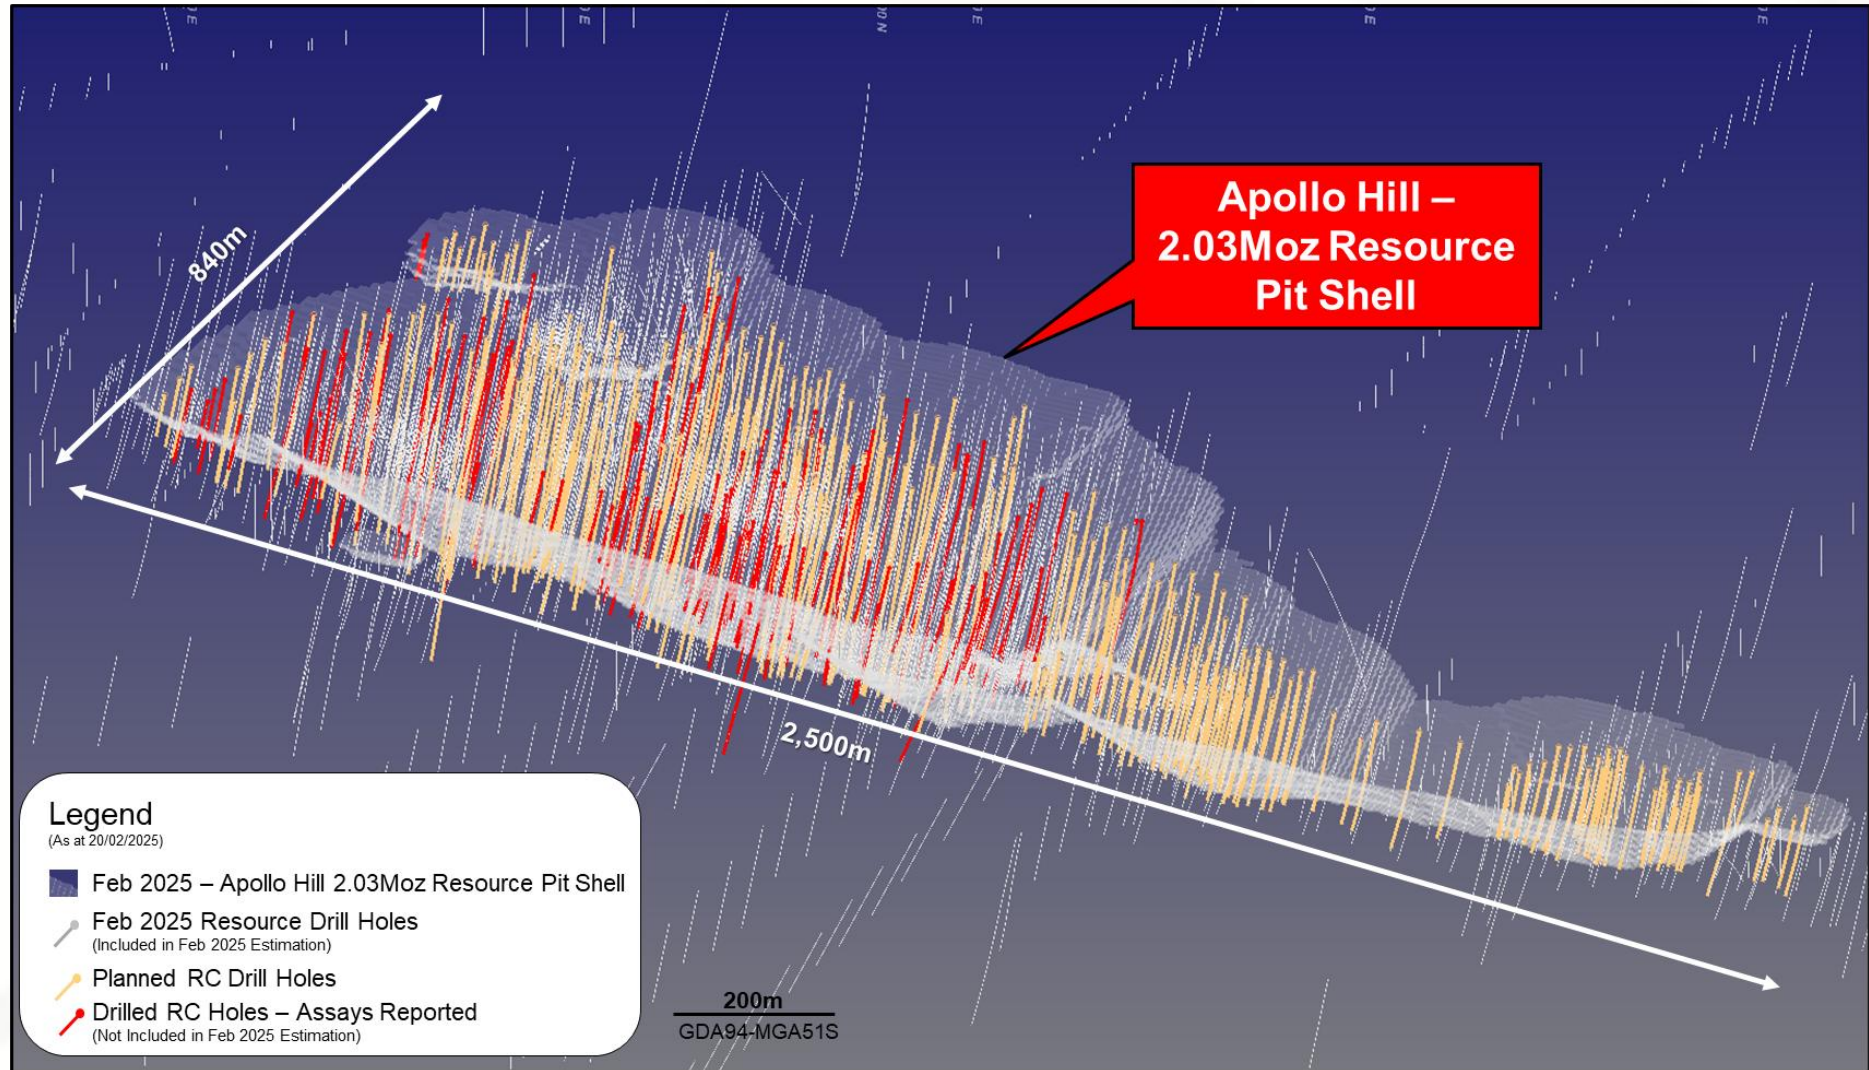 E
E
00 N
E
E
E
840m
Apollo Hill –
2.03Moz Resource
Pit Shell
2,500m
Legend
(As at 20/02/2025)
Feb 2025 – Apollo Hill 2.03Moz Resource Pit Shell
Feb 2025 Resource Drill Holes
(Included in Feb 2025 Estimation)
Planned RC Drill Holes
Drilled RC Holes – Assays Reported
(Not Included in Feb 2025 Estimation)
200m
GDA94-MGA51S